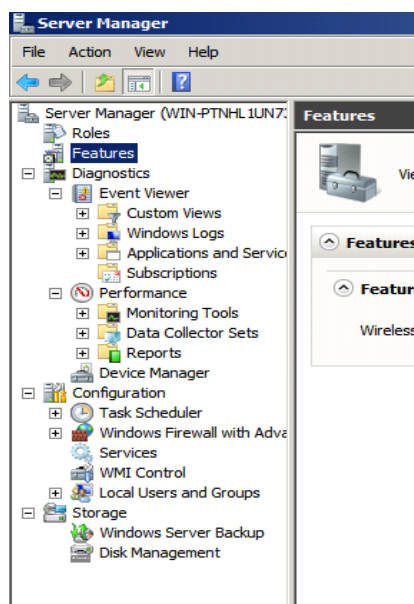 Server Manager
File Action View Help
Server Manager (WIN-PTNHL1UN7
Features
Roles
Features
Diagnostics
Event Viewer
Custom Views
Windows Logs
Applications and Servic
Subscriptions
Performance
Monitoring Tools
Data Collector Sets
Reports
Device Manager
Configuration
Task Scheduler
Windows Firewall with Adva
Services
WMI Control
Local Users and Groups
Storage
Windows Server Backup
Disk Management
Vie
Features
Featur
Wireless